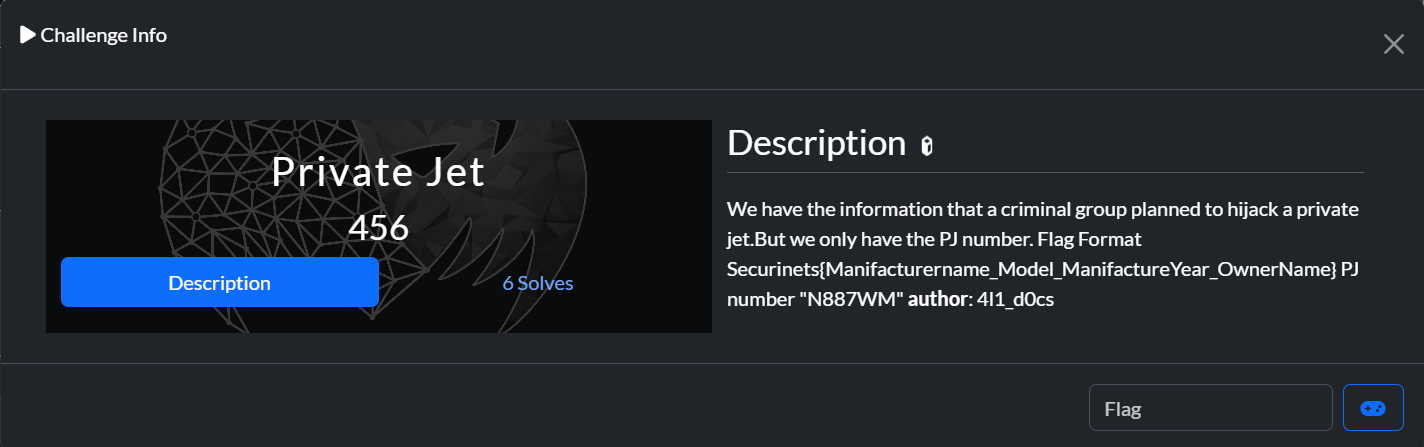 Challenge Info
Private Jet
456
Description
6 Solves
Description
We have the information that a criminal group planned to hijack a private
jet.But we only have the PJ number. Flag Format
Securinets{Manifacturername_Model_ManifactureYear_OwnerName} PJ
number "N887WM" author: 4l1_d0cs
Flag